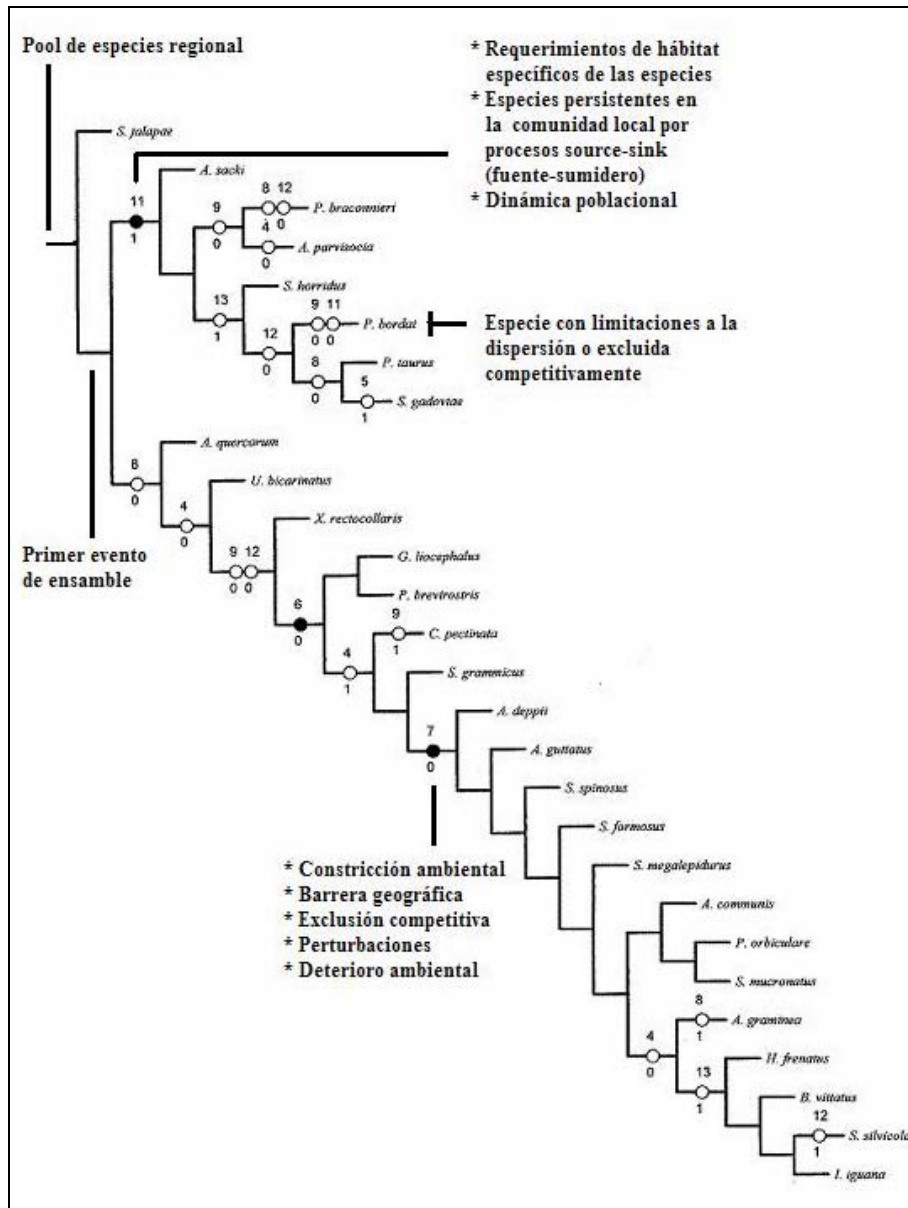 Pool de especies regional
* Requerimientos de hábitat
específicos de las especies
* Especies persistentes en
la comunidad local por
procesos source-sink
(fuente-sumidero)
* Dinámica poblacional
S. jalapae
A. sacki
11
1
8 12
0
P. braconnieri
9
0
4
0
A. parvisocia
S. horridus
13
1
9 11
0 0
P. bordai
12
0
Especie con limitaciones a la
dispersión o excluida
competitivamente
P. taurus
8
0
5
1
S. gadoviae
A. quercorum
8
0
U. bicarinatus
4
0
X. rectocollaris
Primer evento
de ensamble
9 12
0 0
G. liocephalus
P. brevirostris
6
0
9
1
C. pectinata
4
1
S. grammicus
A. deppii
7
0
A. guttatus
S. spinosus
S. formosus
S. megalepidurus
* Constricción ambiental
* Barrera geográfica
* Exclusión competitiva
* Perturbaciones
* Deterioro ambiental
A. communis
P. orbiculare
S. mucronatus
8
1
A. graminea
4
0
H. frenatus
13
1
B. vittatus
12
1
S. silvicola
I. iguana